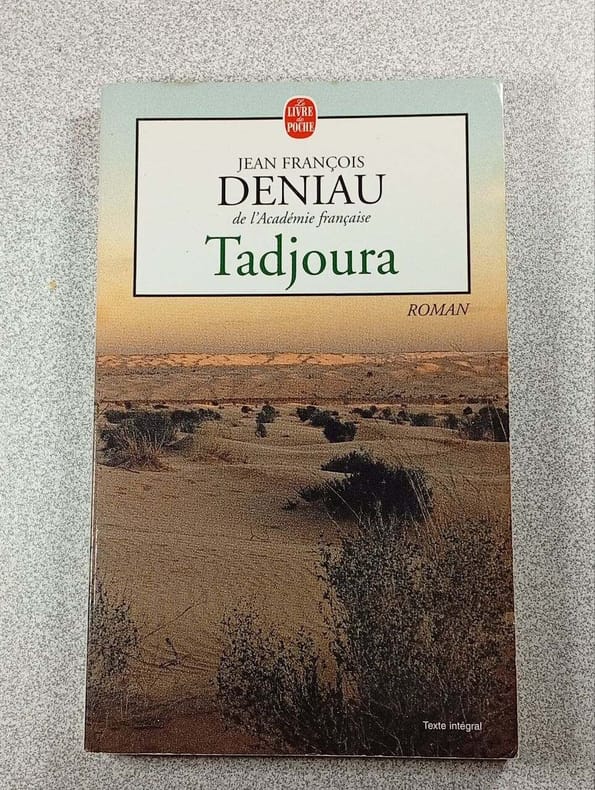 Le
LIVRE
de
POCHE
JEAN FRANÇOIS
DENIAU
de l'Académie française
Tadjoura
ROMAN
Texte intégral